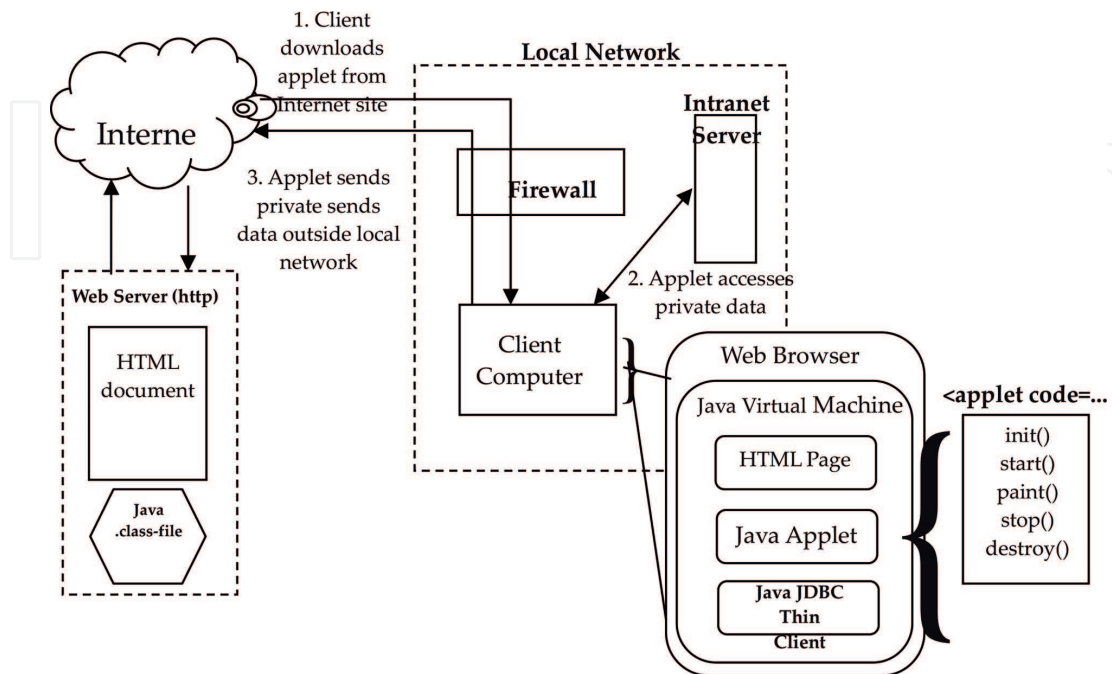 1. Client
downloads
applet from
Internet site
Interne
3. Applet sends
private sends
data outside local
network
Web Server (http)
HTML
document
Java
.class-file
Local Network
Intranet
Server
Firewall
2. Applet accesses
private data
Client
Computer
Web Browser
Java Virtual Machine
HTML Page
Java Applet
Java JDBC
Thin
Client
<applet code=...
init()
start()
paint()
stop()
destroy()